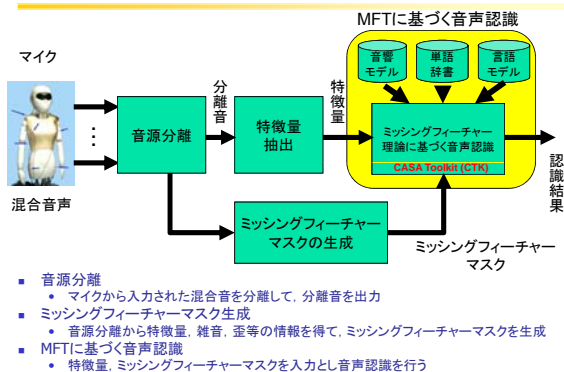 MFTに基づく音声認識
マイク
音響
モデル
単語
辞書
言語
モデル
分離音
特徴量
音源分離
特徴量
抽出
ミッシングフィーチャー
理論に基づく音声認識
CASA Toolkit (CTK)
認識結果
混合音声
ミッシングフィーチャー
マスクの生成
ミッシングフィーチャー
マスク
■ 音源分離
• マイクから入力された混合音を分離して，分離音を出力
■ ミッシングフィーチャーマスク生成
• 音源分離から特徴量，雑音，歪等の情報を得て，ミッシングフィーチャーマスクを生成
■ MFTに基づく音声認識
• 特徴量，ミッシングフィーチャーマスクを入力とし音声認識を行う